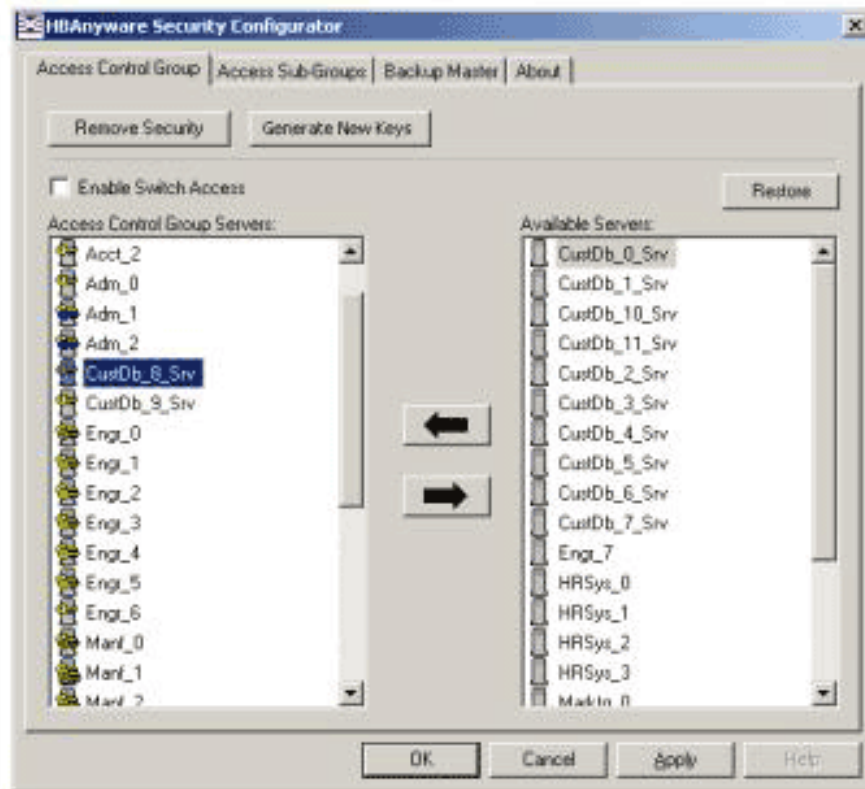 HBAnyware Security Configurator
Access Control Group
Access Sub-Groups
Backup Master
About
Remove Security
Generate New Keys
Enable Switch Access
Restore
Access Control Group Servers:
Acct_2
Adm_0
Adm_1
Adm_2
CustDb_8_Srv
CustDb_9_Srv
Engr_0
Engr_1
Engr_2
Engr_3
Engr_4
Engr_5
Engr_6
Manf_0
Manf_1
Manf_2
Available Servers:
CustDb_0_Srv
CustDb_1_Srv
CustDb_10_Srv
CustDb_11_Srv
CustDb_2_Srv
CustDb_3_Srv
CustDb_4_Srv
CustDb_5_Srv
CustDb_6_Srv
CustDb_7_Srv
Engr_7
HRSys_0
HRSys_1
HRSys_2
HRSys_3
Marktn_0
OK
Cancel
Apply
Help